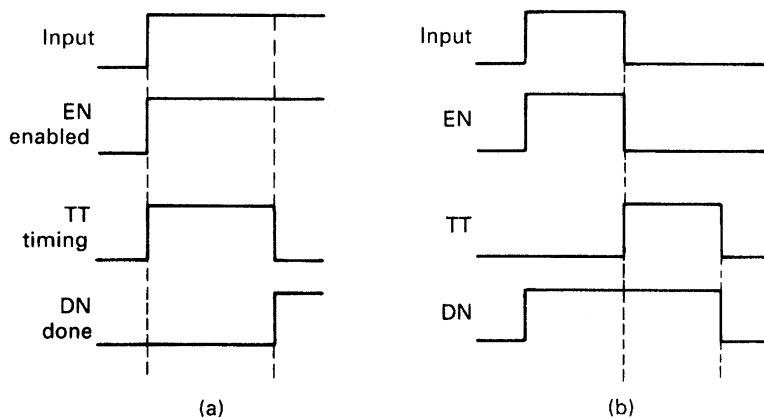 Input
EN
enabled
TT
timing
DN
done
(a)
Input
EN
TT
DN
(b)